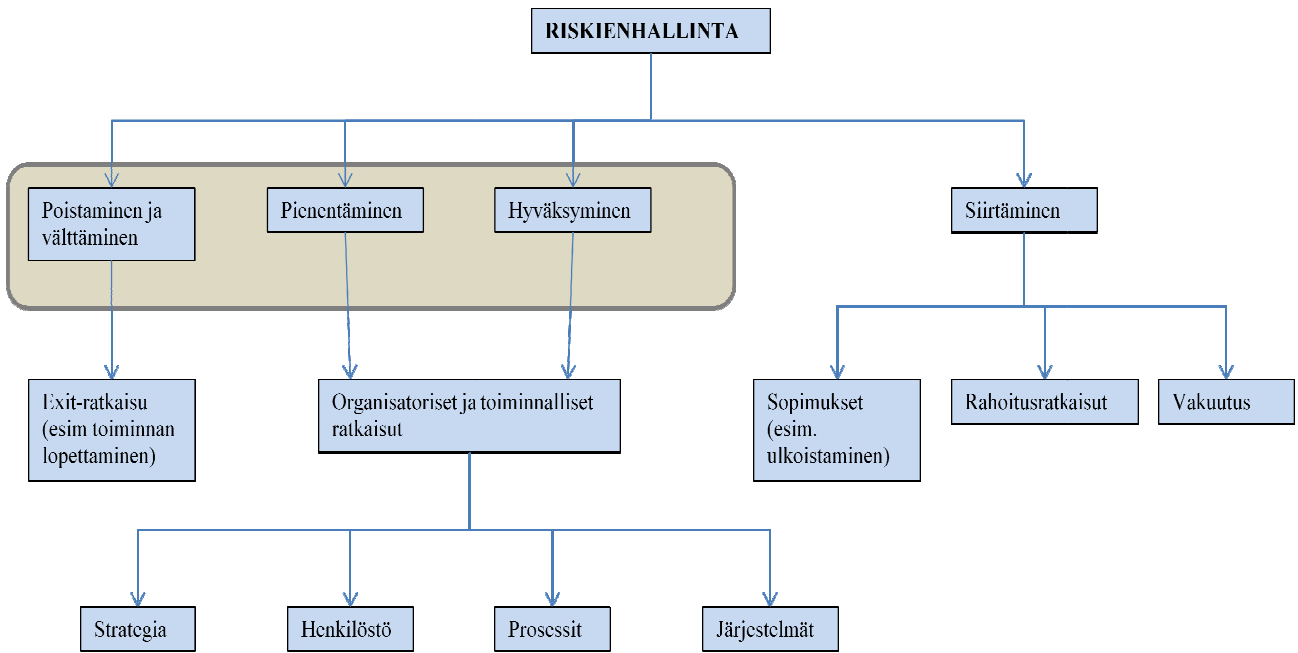 RISKIENHALLINTA
Poistaminen ja
välttäminen
Pienentäminen
Hyväksyminen
Siirtäminen
Exit-ratkaisu
(esim toiminnan
lopettaminen)
Organisatoriset ja toiminnalliset
ratkaisut
Sopimukset
(esim.
ulkoistaminen)
Rahoitusratkaisut
Vakuutus
Strategia
Henkilöstö
Prosessit
Järjestelmät